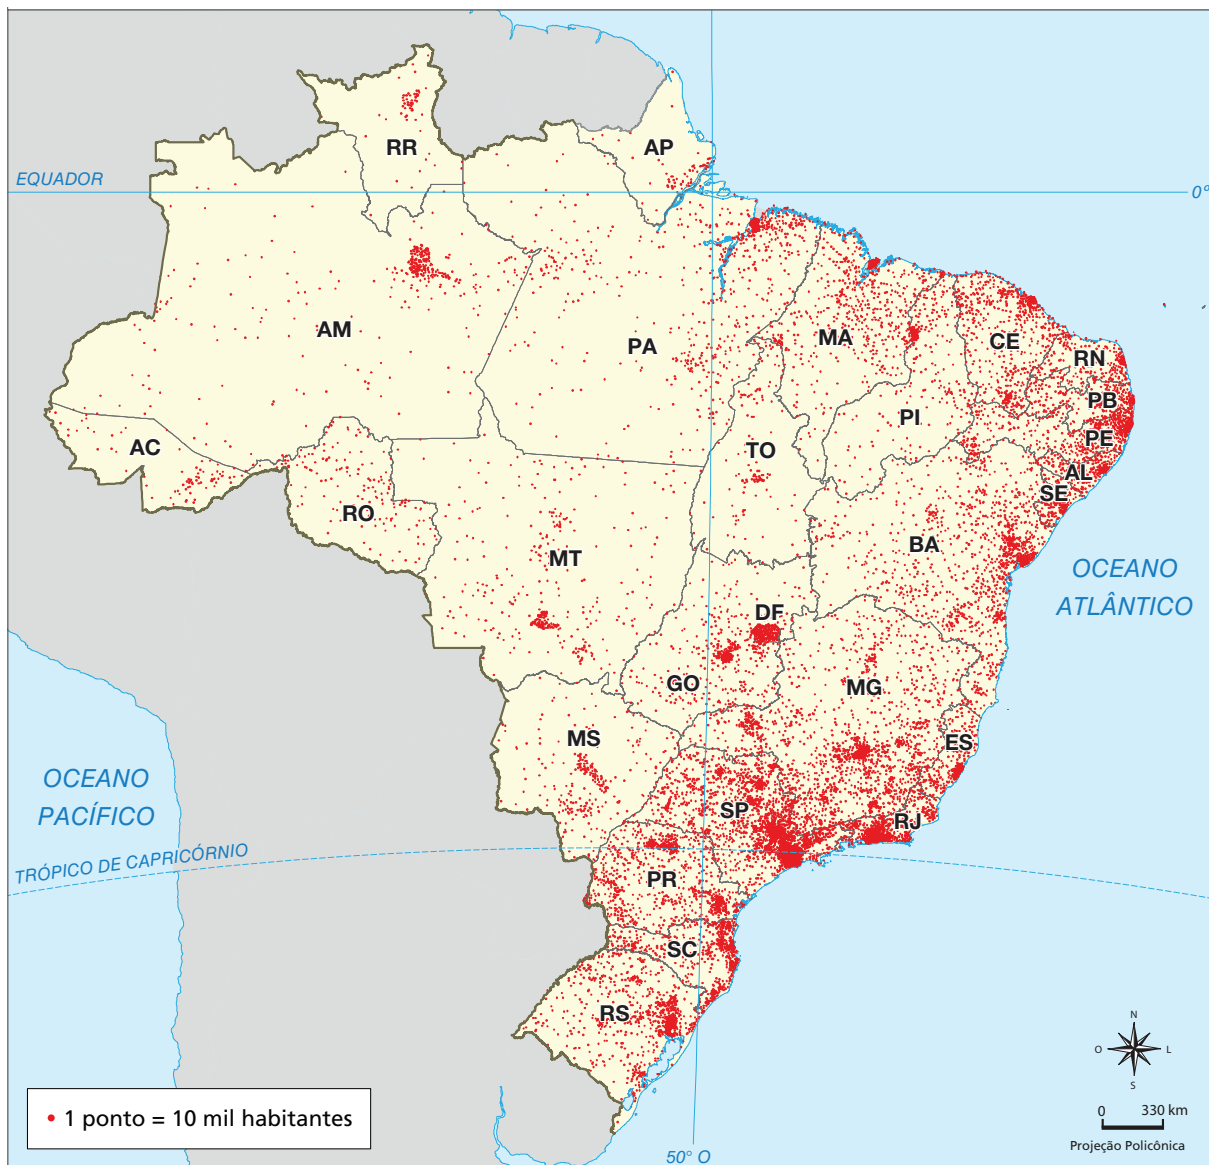 RR
AP
EQUADOR
0°
AM
PA
MA
CE
RN
PB
PE
AL
SE
PI
AC
TO
RO
MT
BA
DF
GO
MG
MS
ES
OCEANO
ATLÂNTICO
OCEANO
PACÍFICO
SP
RJ
TRÓPICO DE CAPRICÓRNIO
PR
SC
RS
N
O
L
S
1 ponto = 10 mil habitantes
0 330 km
Projeção Policônica
50° O